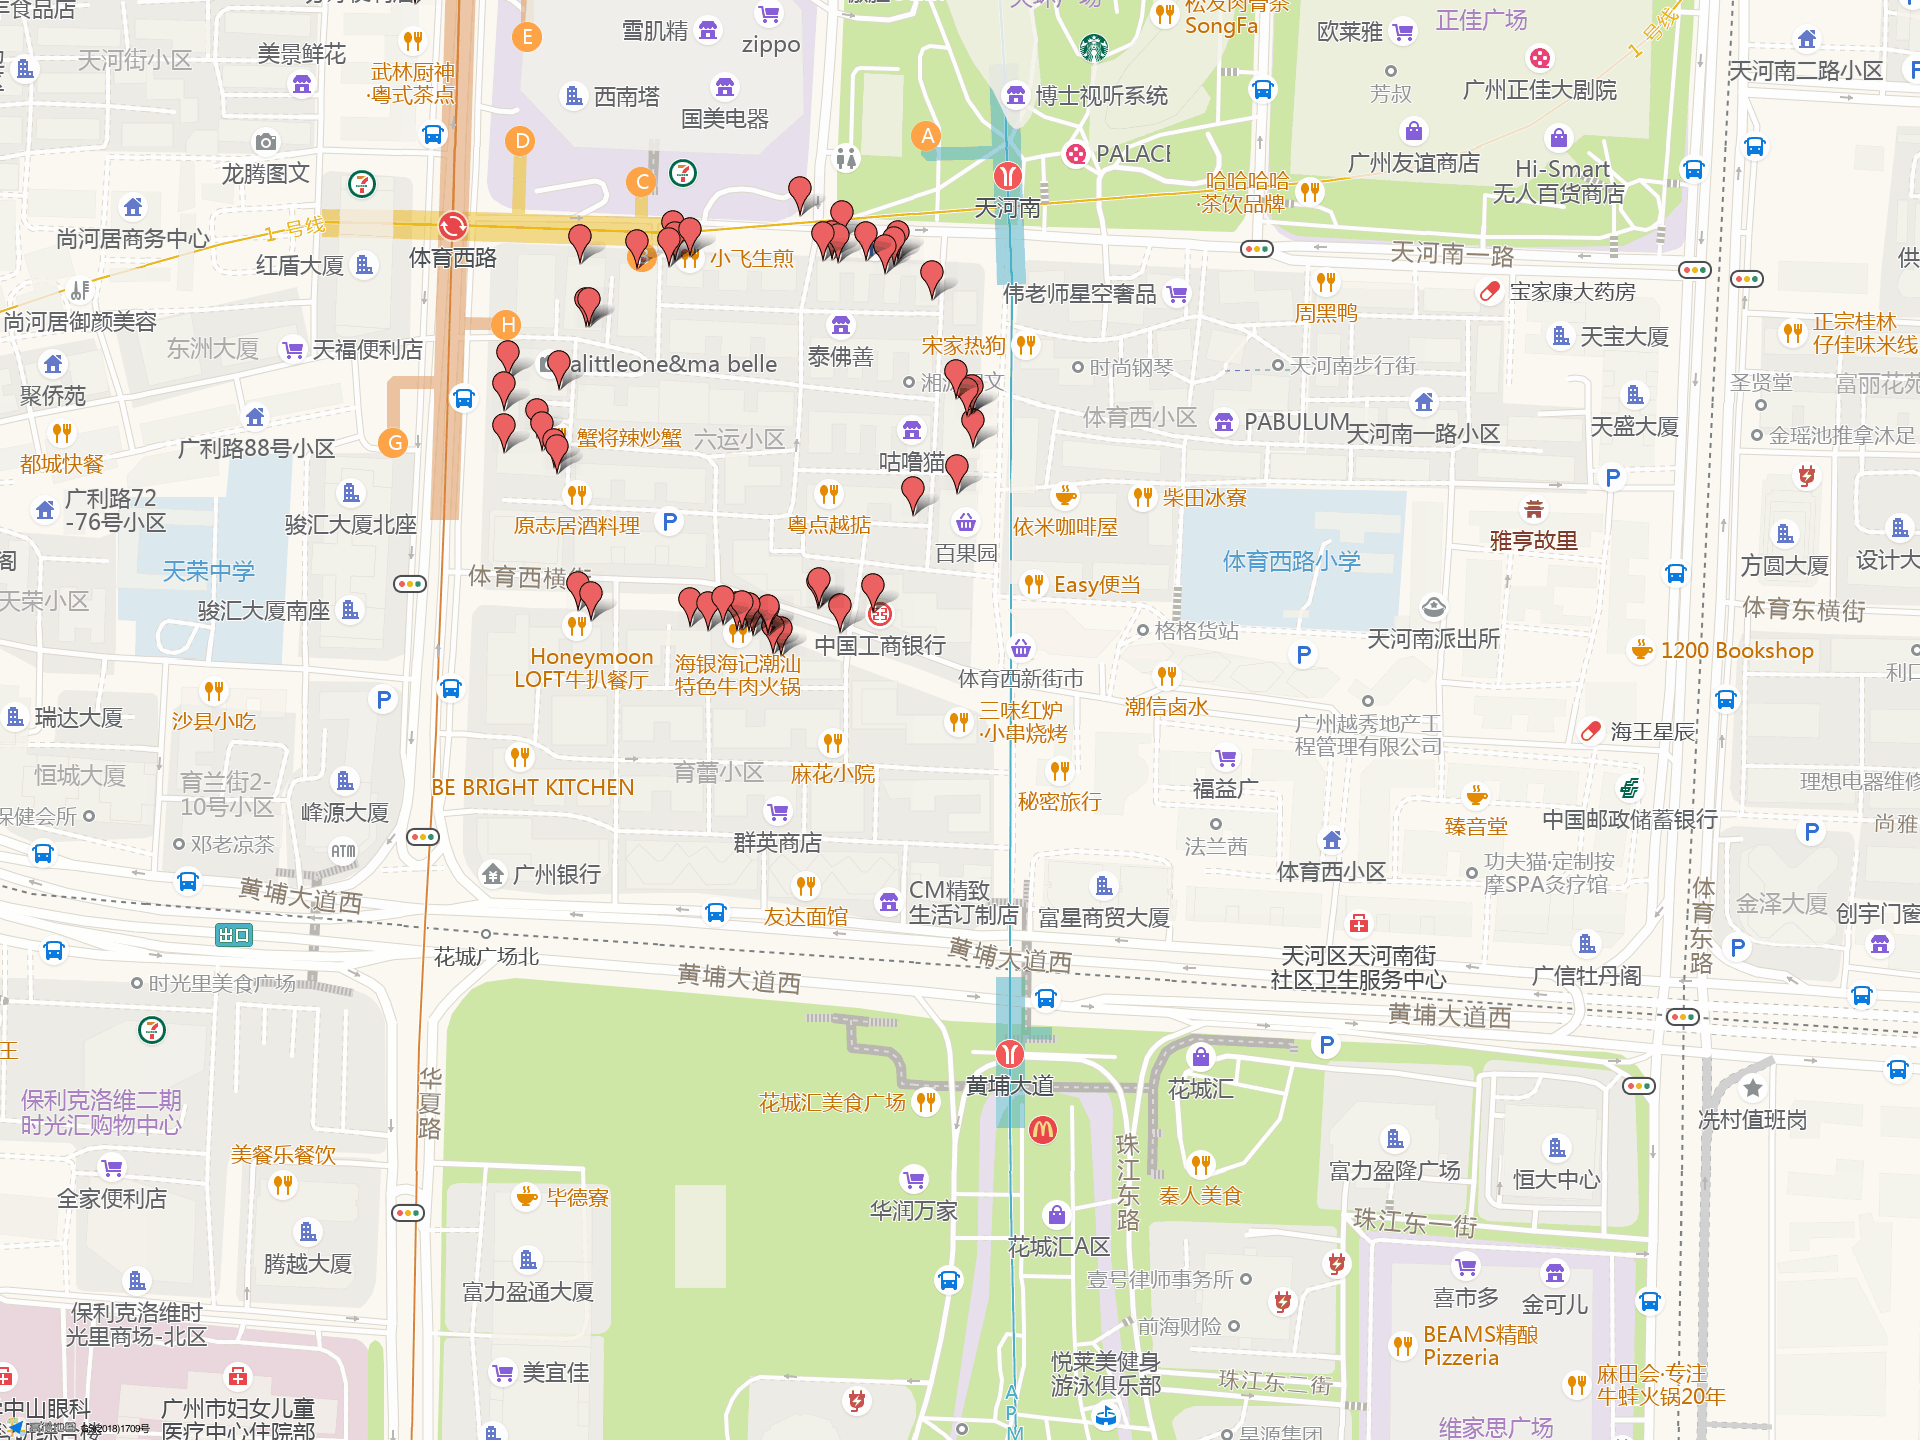 天河街小区
美景鲜花
武林厨神
·粤式茶点
E
雪肌精
zippo
西南塔
国美电器
SongFa
欧莱雅
正佳广场
1号线
芳叔
广州正佳大剧院
天河南二路小区
博士视听系统
D
A
C
龙腾图文
PALACE
广州友谊商店
Hi-Smart
无人百货商店
哈哈哈哈
·茶饮品牌
天河南
尚河居商务中心
1号线
红盾大厦
体育西路
小飞生煎
天河南一路
伟老师星空奢品
周黑鸭
宝家康大药房
尚河居御颜美容
东洲大厦
天福便利店
H
alittleone&ma belle
泰佛善
宋家热狗
时尚钢琴
天河南步行街
天宝大厦
正宗桂林
仔佳味米线
聚侨苑
圣贤堂
富丽花苑
广利路88号小区
G
都城快餐
蟹将辣炒蟹
六运小区
咕噜猫
体育西小区
PABULUM
天河南一路小区
天盛大厦
金瑶池推拿沐足
广利路72
-76号小区
骏汇大厦北座
原志居酒料理
P
粤点越掂
百果园
依米咖啡屋
柴田冰寮
P
雅亨故里
体育西路小学
方圆大厦
设计大
天荣中学
天荣小区
骏汇大厦南座
体育西横街
Easy便当
格格货站
天河南派出所
体育东横街
中国工商银行
Honeymoon
LOFT牛扒餐厅
海银海记潮汕
特色牛肉火锅
体育西新街市
P
1200 Bookshop
利口
瑞达大厦
沙县小吃
P
三味红炉
·小串烧烤
潮信卤水
广州越秀地产工
程管理有限公司
海王星辰
恒城大厦
育兰街2-
10号小区
峰源大厦
BE BRIGHT KITCHEN
育蕾小区
麻花小院
秘密旅行
福益广
臻音堂
中国邮政储蓄银行
理想电器维修
保健会所
邓老凉茶
ATM
群英商店
法兰茜
体育西小区
功夫猫·定制按
摩SPA灸疗馆
P
尚雅
黄埔大道西
广州银行
友达面馆
CM精致
生活订制店
富星商贸大厦
体育东路
金泽大厦
创宇门窗
出口
花城广场北
黄埔大道西
天河区天河南街
社区卫生服务中心
广信牡丹阁
P
时光里美食广场
黄埔大道西
黄埔大道西
P
王
保利克洛维二期
时光汇购物中心
华夏路
花城汇美食广场
黄埔大道
花城汇
冼村值班岗
美餐乐餐饮
全家便利店
毕德寮
华润万家
珠江东路
秦人美食
富力盈隆广场
恒大中心
花城汇A区
珠江东一街
腾越大厦
富力盈通大厦
壹号律师事务所
喜市多
金可儿
保利克洛维时
光里商场-北区
前海财险
BEAMS精酿
Pizzeria
美宜佳
悦莱美健身
游泳俱乐部
珠江东二街
麻田会·专注
牛蛙火锅20年
中山眼科
广州市妇女儿童
医疗中心住院部
APM
昊源集团
维家思广场